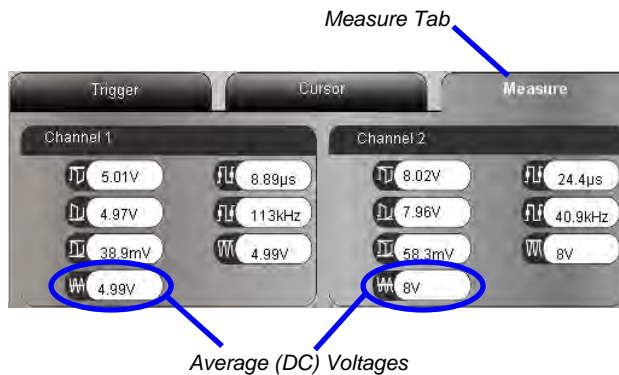 Measure Tab
Trigger
Cursor
Measure
Channel 1
5.01V
8.89µs
4.97V
113kHz
38.9mV
4.99V
4.99V
Channel 2
8.02V
24.4µs
7.96V
40.9kHz
58.3mV
8V
8V
Average (DC) Voltages